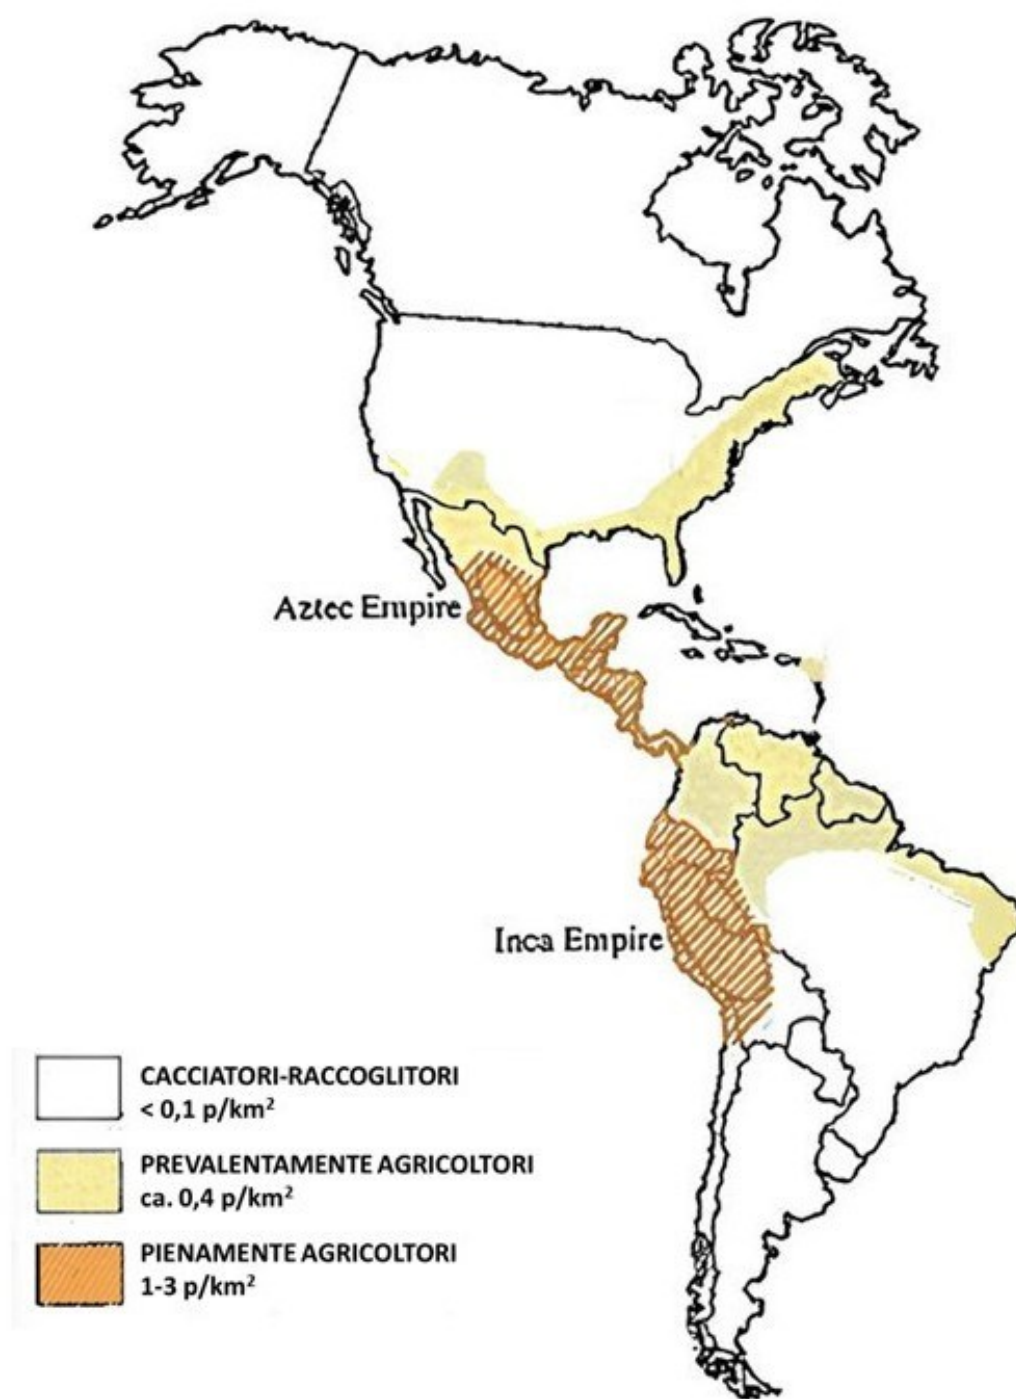 Aztec Empire
Inca Empire
CACCIATORI-RACCOGLITORI
< 0,1 p/km²
PREVALENTAMENTE AGRICOLTORI
ca. 0,4 p/km²
PIENAMENTE AGRICOLTORI
1-3 p/km²